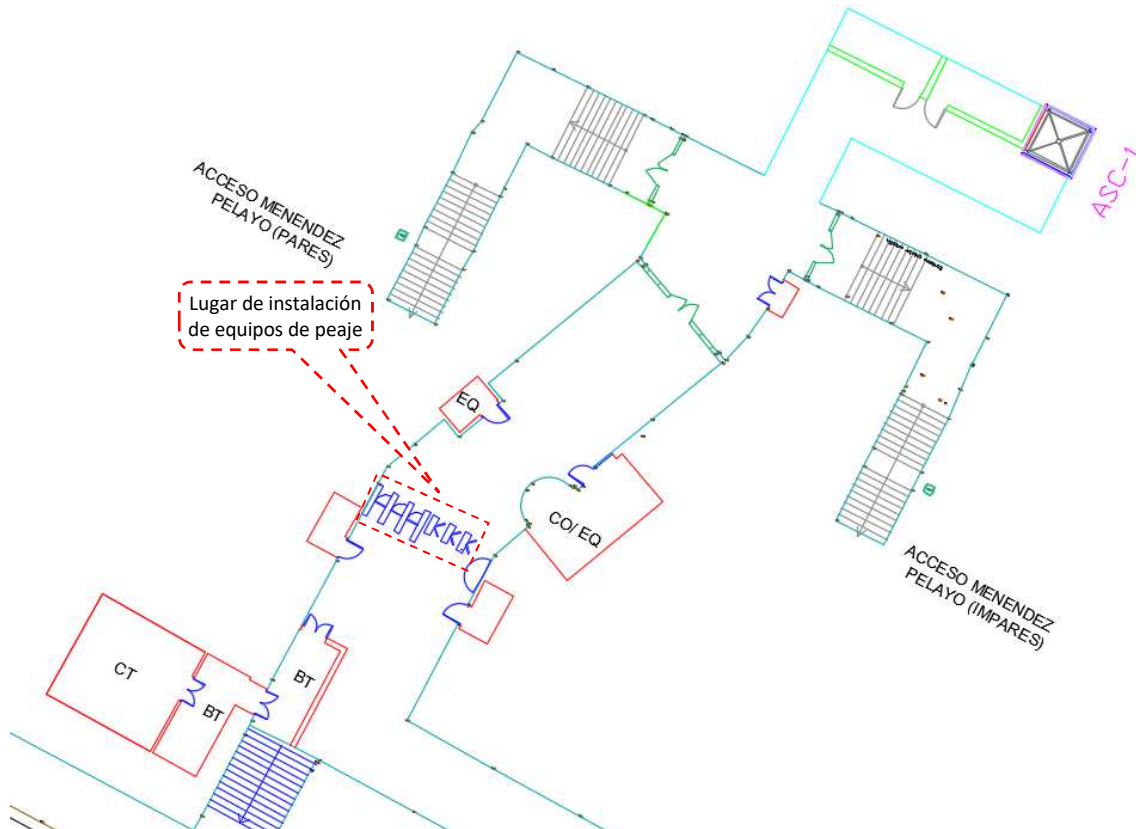 ASC-1
ACCESO MENENDEZ
PELAYO (PARES)
Lugar de instalación
de equipos de peaje
EQ
CO/ EQ
ACCESO MENENDEZ
PELAYO (IMPARES)
CT
BT
BT